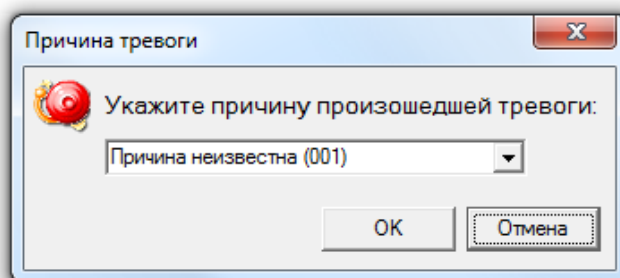 Причина тревоги
Укажите причину произошедшей тревоги:
Причина неизвестна (001)
OK
Отмена